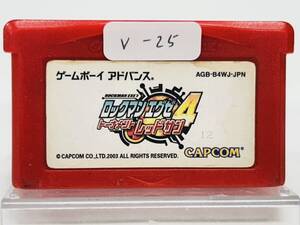 V-25
ゲームボーイ アドバンス®
AGB-B4WJ-JPN
ROCKMAN EXE 4
ロックマンエグゼ4
トーナメント レッドサン
12
© CAPCOM CO., LTD. 2003 ALL RIGHTS RESERVED.
CAPCOM